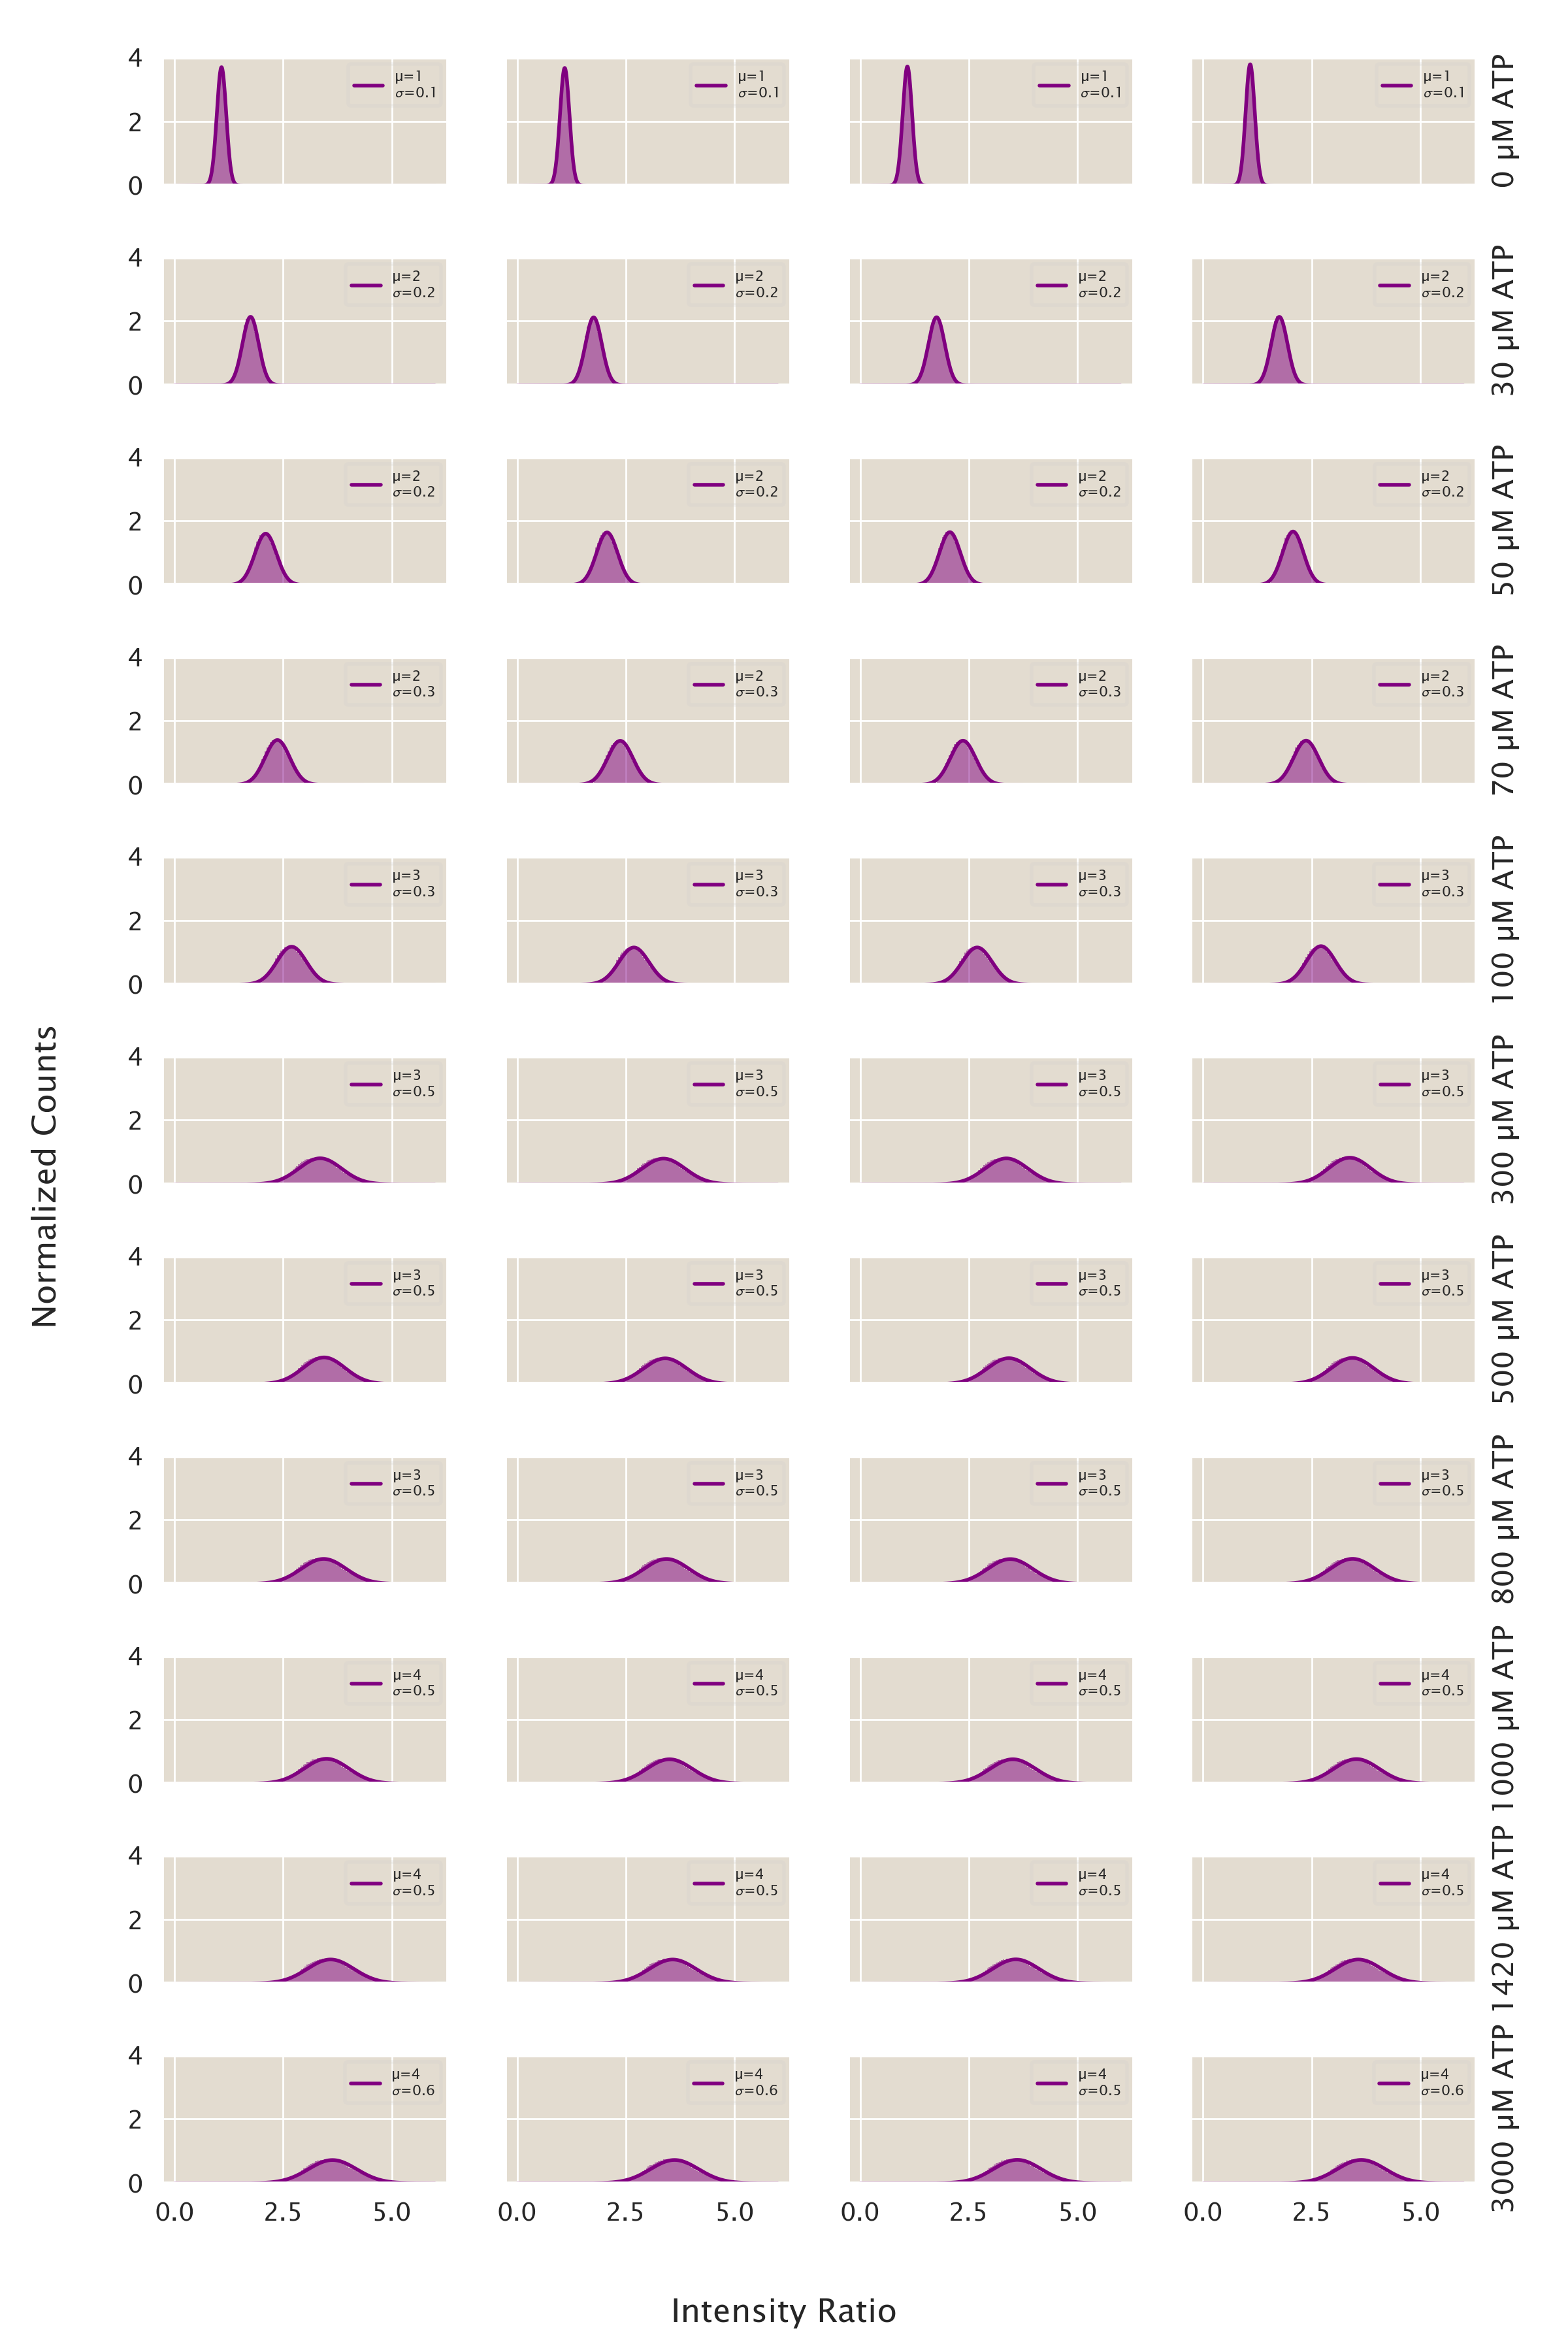 4
2
0
μ=1
σ=0.1
μ=1
σ=0.1
μ=1
σ=0.1
μ=1
σ=0.1
0 μM ATP
4
2
0
μ=2
σ=0.2
μ=2
σ=0.2
μ=2
σ=0.2
μ=2
σ=0.2
30 μM ATP
4
2
0
μ=2
σ=0.2
μ=2
σ=0.2
μ=2
σ=0.2
μ=2
σ=0.2
50 μM ATP
4
2
0
μ=2
σ=0.3
μ=2
σ=0.3
μ=2
σ=0.3
μ=2
σ=0.3
70 μM ATP
4
2
0
μ=3
σ=0.3
μ=3
σ=0.3
μ=3
σ=0.3
μ=3
σ=0.3
100 μM ATP
4
2
0
μ=3
σ=0.5
μ=3
σ=0.5
μ=3
σ=0.5
μ=3
σ=0.5
300 μM ATP
Normalized Counts
4
2
0
μ=3
σ=0.5
μ=3
σ=0.5
μ=3
σ=0.5
μ=3
σ=0.5
500 μM ATP
4
2
0
μ=3
σ=0.5
μ=3
σ=0.5
μ=3
σ=0.5
μ=3
σ=0.5
800 μM ATP
4
2
0
μ=4
σ=0.5
μ=4
σ=0.5
μ=4
σ=0.5
μ=4
σ=0.5
1000 μM ATP
4
2
0
μ=4
σ=0.5
μ=4
σ=0.5
μ=4
σ=0.5
μ=4
σ=0.5
1420 μM ATP
4
2
0
μ=4
σ=0.6
μ=4
σ=0.6
μ=4
σ=0.5
μ=4
σ=0.6
3000 μM ATP
0.0 2.5 5.0 0.0 2.5 5.0 0.0 2.5 5.0 0.0 2.5 5.0
Intensity Ratio